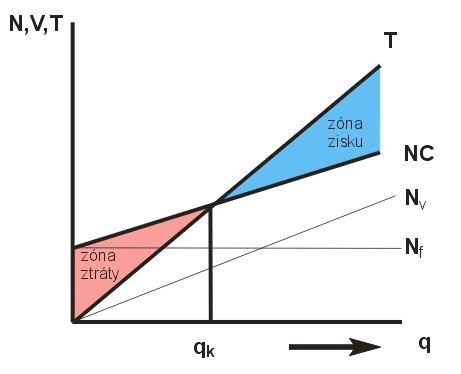 N,V,T
T
zóna
zisku
NC
Nv
Nf
zóna
ztráty
qk
q